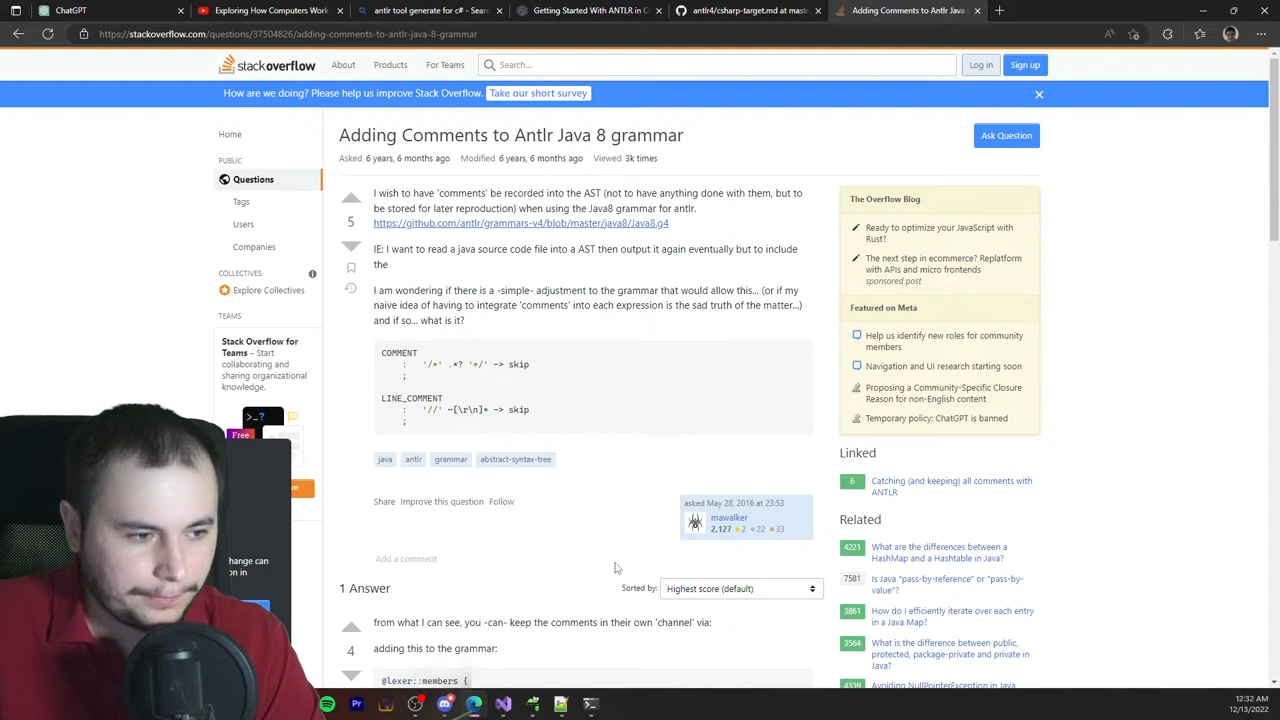 ChatGPT
Exploring How Computers Work
antlr tool generate for c# - Sear
Getting Started With ANTLR in C
antlr4/csharp-target.md at maste
Adding Comments to Antlr Java
https://stackoverflow.com/questions/37504826/adding-comments-to-antlr-java-8-grammar
stackoverflow
About
Products
For Teams
Search...
Log in
Sign up
How are we doing? Please help us improve Stack Overflow. Take our short survey
Home
PUBLIC
Questions
Tags
Users
Companies
COLLECTIVES
Explore Collectives
TEAMS
Stack Overflow for
Teams – Start
collaborating and
sharing organizational
knowledge.
Free
change can
on in
Adding Comments to Antlr Java 8 grammar
Ask Question
Asked 6 years, 6 months ago Modified 6 years, 6 months ago Viewed 3k times
5
I wish to have 'comments' be recorded into the AST (not to have anything done with them, but to
be stored for later reproduction) when using the Java8 grammar for antlr.
https://github.com/antlr/grammars-v4/blob/master/java8/Java8.g4
IE: I want to read a java source code file into a AST then output it again eventually but to include
the
I am wondering if there is a -simple- adjustment to the grammar that would allow this... (or if my
naive idea of having to integrate 'comments' into each expression is the sad truth of the matter...)
and if so... what is it?
COMMENT
: '/*' .*? '*/' -> skip
;
LINE_COMMENT
: '//' ~[\r\n]* -> skip
;
java antlr grammar abstract-syntax-tree
Share Improve this question Follow
asked May 28, 2016 at 23:53
mawalker
2,127 2 22 33
Add a comment
1 Answer
Sorted by: Highest score (default)
4
from what I can see, you -can- keep the comments in their own 'channel' via:
adding this to the grammar:
@lexer::members {
The Overflow Blog
Ready to optimize your JavaScript with
Rust?
The next step in ecommerce? Replatform
with APIs and micro frontends
sponsored post
Featured on Meta
Help us identify new roles for community
members
Navigation and UI research starting soon
Proposing a Community-Specific Closure
Reason for non-English content
Temporary policy: ChatGPT is banned
Linked
6 Catching (and keeping) all comments with
ANTLR
Related
4221 What are the differences between a
HashMap and a Hashtable in Java?
7581 Is Java "pass-by-reference" or "pass-by-
value"?
3861 How do I efficiently iterate over each entry
in a Java Map?
3564 What is the difference between public,
protected, package-private and private in
Java?
4339 Avoiding NullPointerException in Java
12:32 AM
12/13/2022